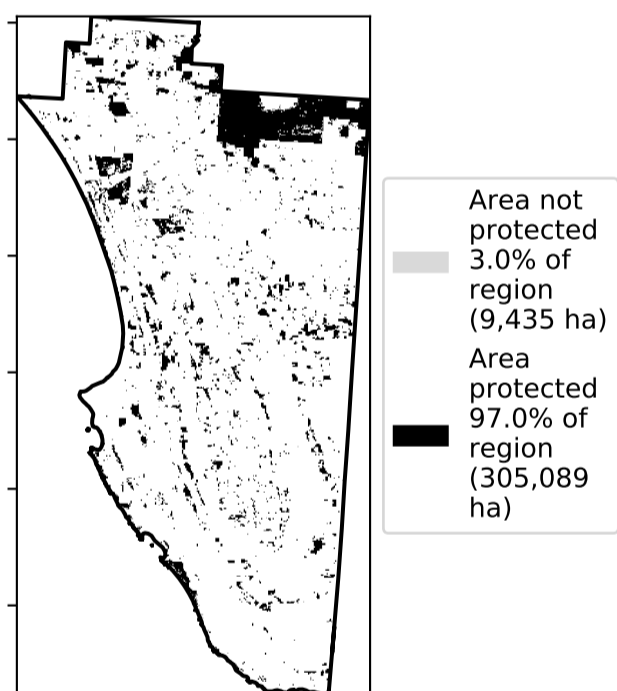 Area not
protected
3.0% of
region
(9,435 ha)
Area
protected
97.0% of
region
(305,089
ha)